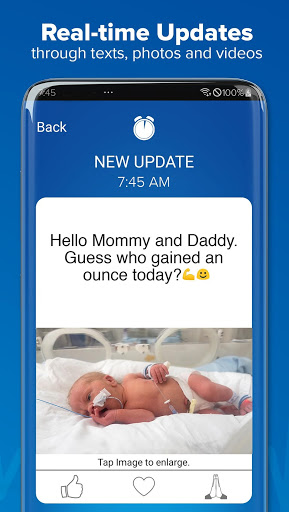 Real-time Updates
through texts, photos and videos
:45 100%
Back
NEW UPDATE
7:45 AM
Hello Mommy and Daddy.
Guess who gained an
ounce today?💪😃
Tap Image to enlarge.